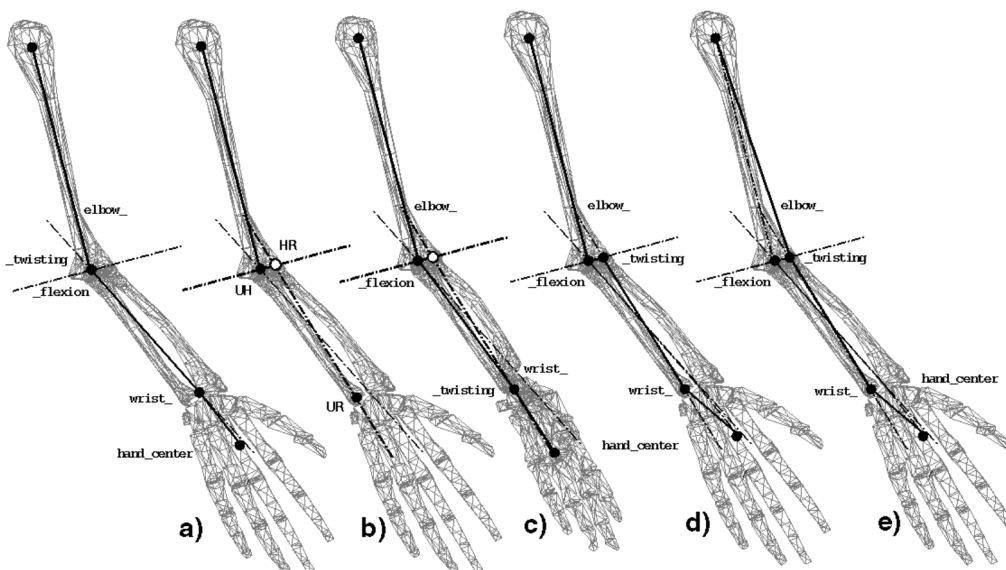 elbow_
_twisting
_flexion
wrist_
hand_center
a)
HR
UH
UR
b)
elbow_
_flexion
wrist_
_twisting
c)
elbow_
_twisting
_flexion
wrist_
hand_center
d)
elbow_
_twisting
_flexion
wrist_
hand_center
e)